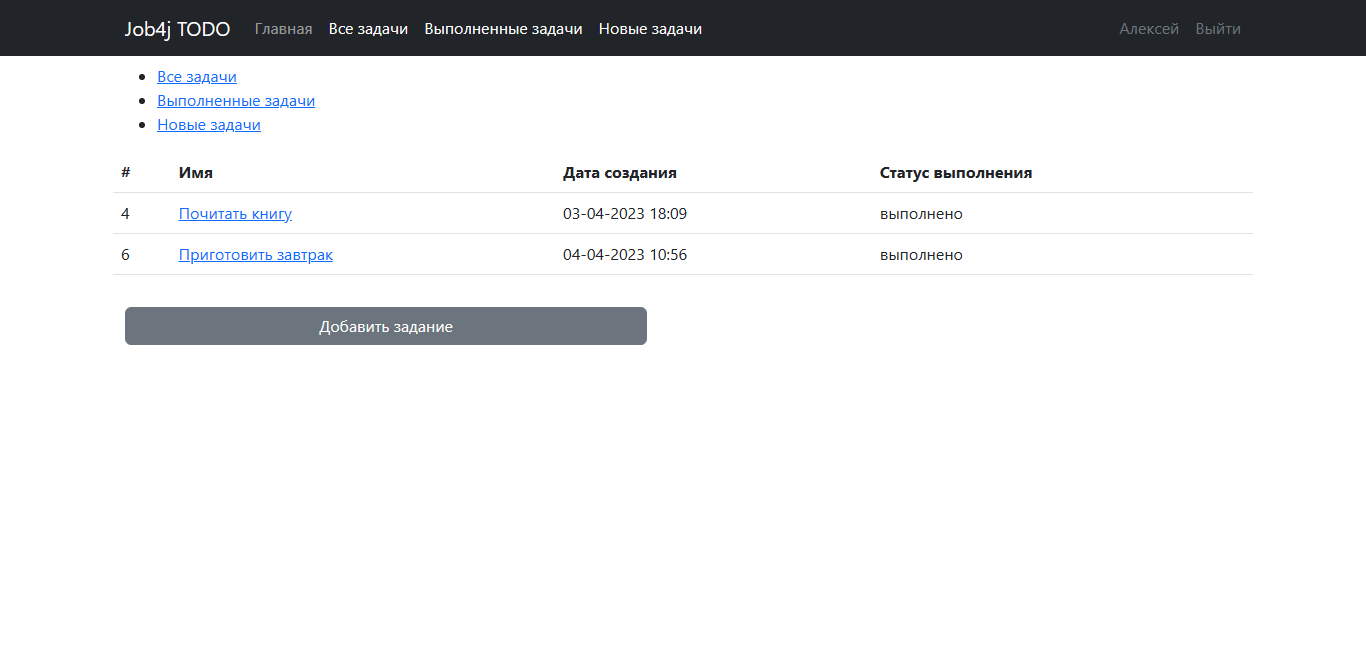 Job4j TODO Главная Все задачи Выполненные задачи Новые задачи Алексей Выйти
Все задачи
Выполненные задачи
Новые задачи
# Имя Дата создания Статус выполнения
4 Почитать книгу 03-04-2023 18:09 выполнено
6 Приготовить завтрак 04-04-2023 10:56 выполнено
Добавить задание